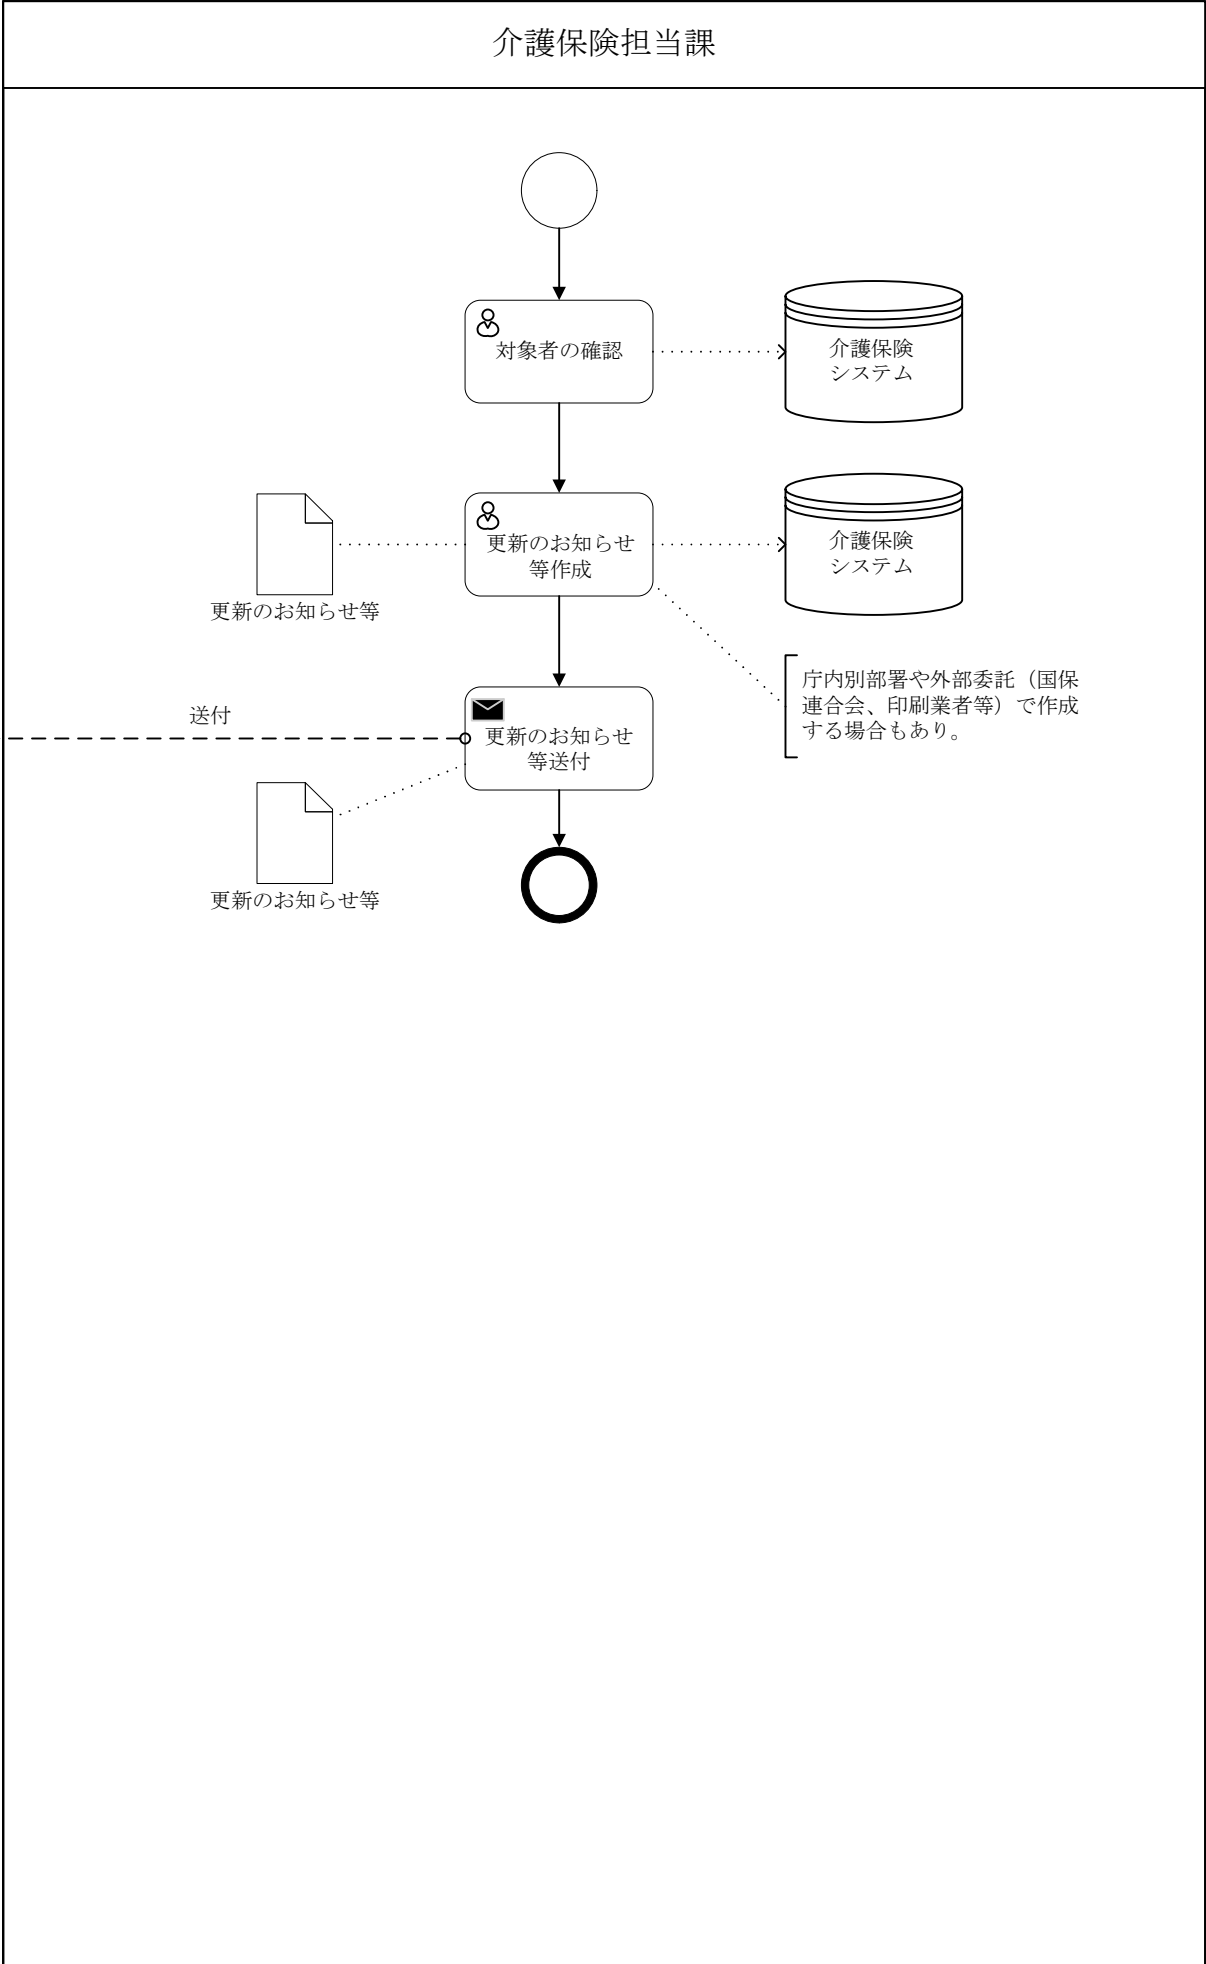 介護保険担当課
対象者の確認
介護保険
システム
更新のお知らせ
等作成
介護保険
システム
更新のお知らせ等
庁内別部署や外部委託（国保
連合会、印刷業者等）で作成
する場合もあり。
送付
更新のお知らせ
等送付
更新のお知らせ等